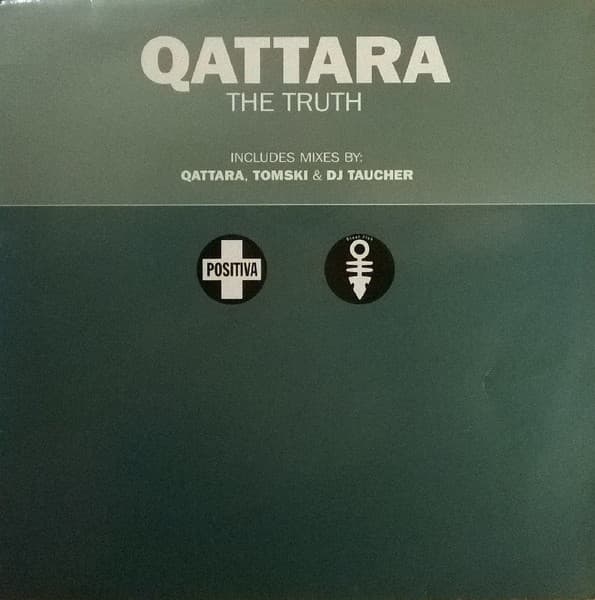 QATTARA
THE TRUTH
INCLUDES MIXES BY:
QATTARA, TOMSKI & DJ TAUCHER
POSITIVA